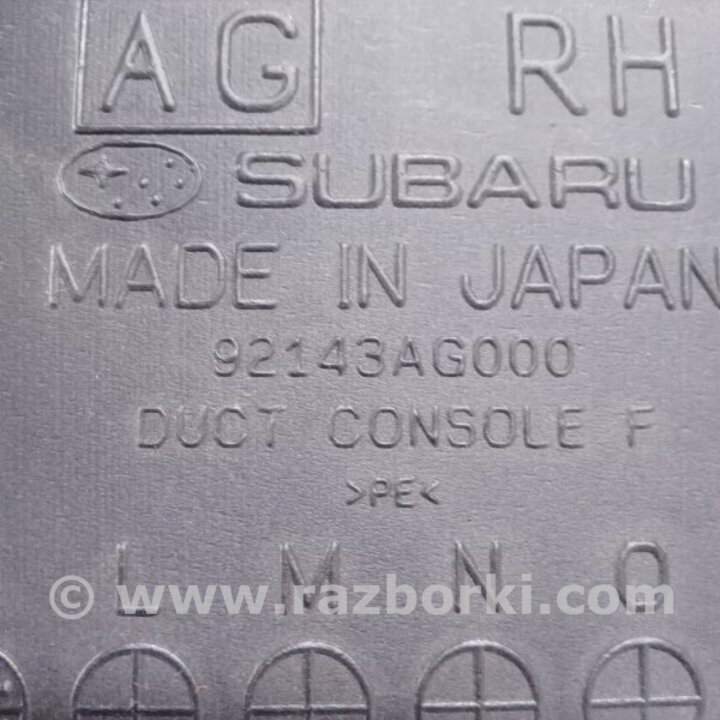 AG RH
SUBARU
MADE IN JAPAN
92143AG000
DUCT CONSOLE F
>PE<
L M N O
© www.razborki.com